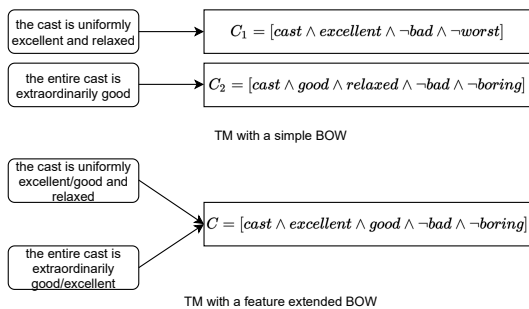 the cast is uniformly
excellent and relaxed
C₁ = [cast ∧ excellent ∧ ¬bad ∧ ¬worst]
the entire cast is
extraordinarily good
C₂ = [cast ∧ good ∧ relaxed ∧ ¬bad ∧ ¬boring]
TM with a simple BOW
the cast is uniformly
excellent/good and
relaxed
C = [cast ∧ excellent ∧ good ∧ ¬bad ∧ ¬boring]
the entire cast is
extraordinarily
good/excellent
TM with a feature extended BOW